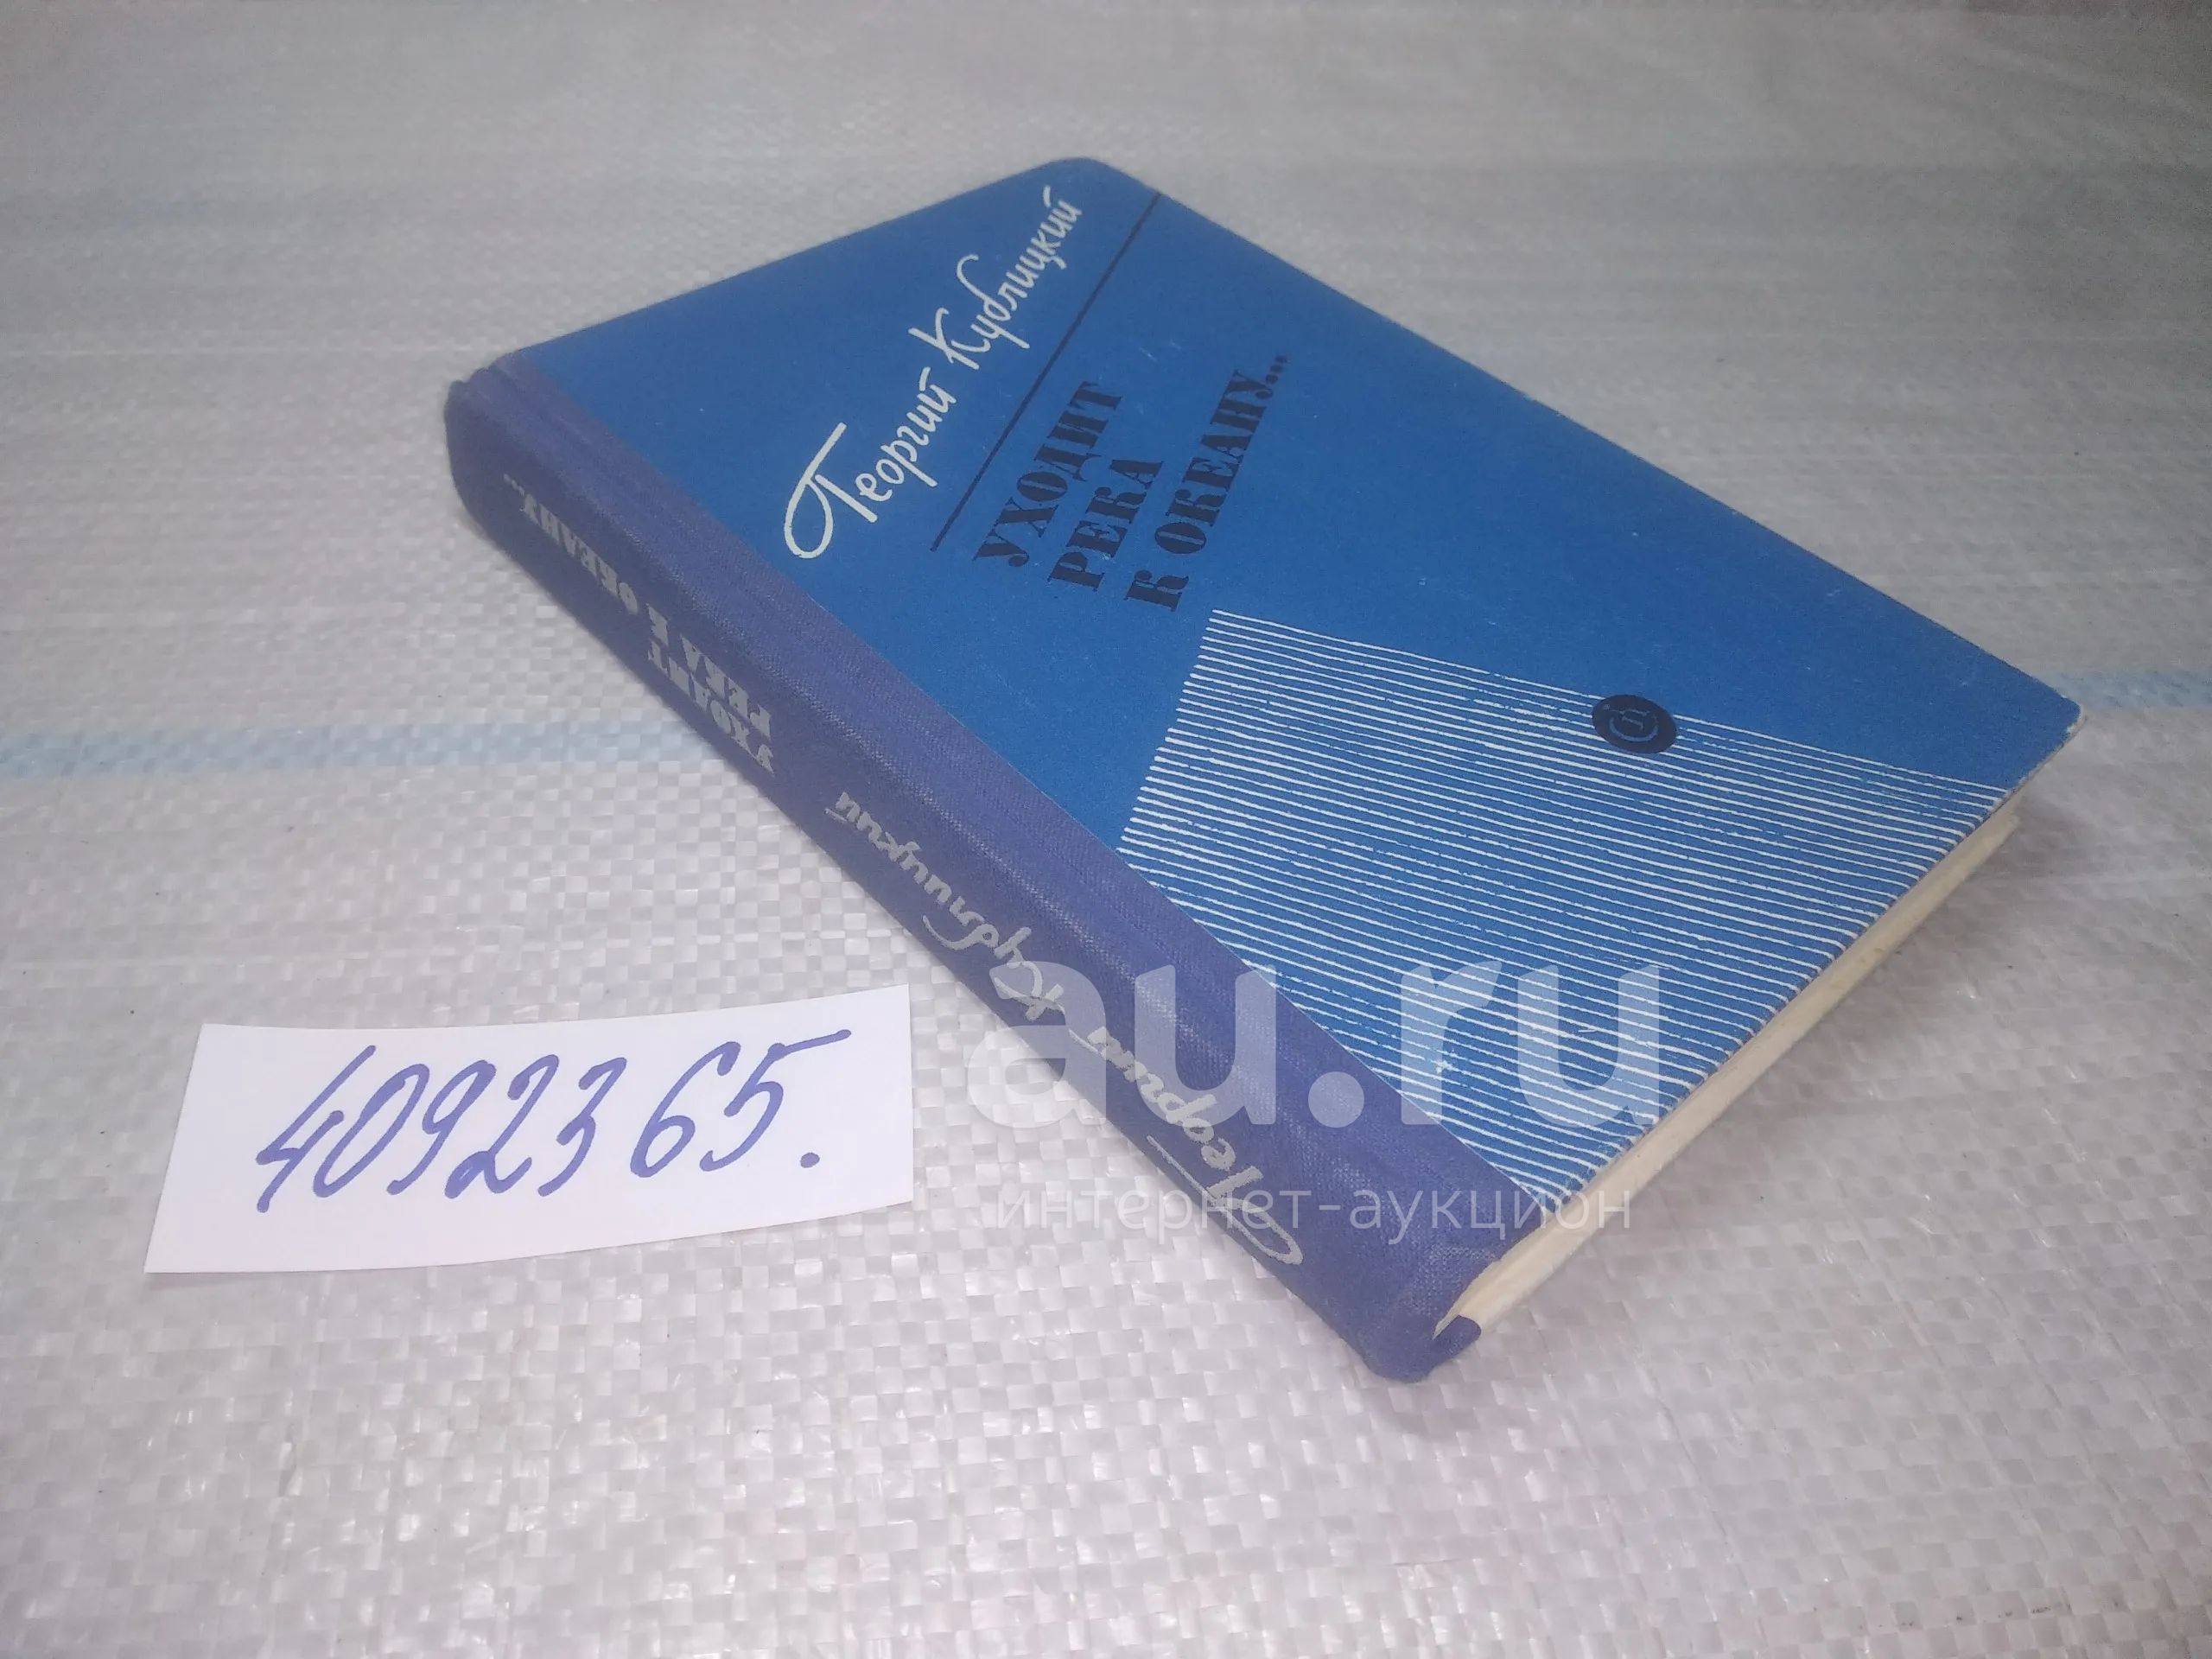 Георгий Кублицкий
УХОДИТ
РЕКА
К ОКЕАНУ...
УХОДИТ
РЕКА К ОКЕАНУ...
Георгий Кублицкий
4092365.
au.ru
интернет-аукцион